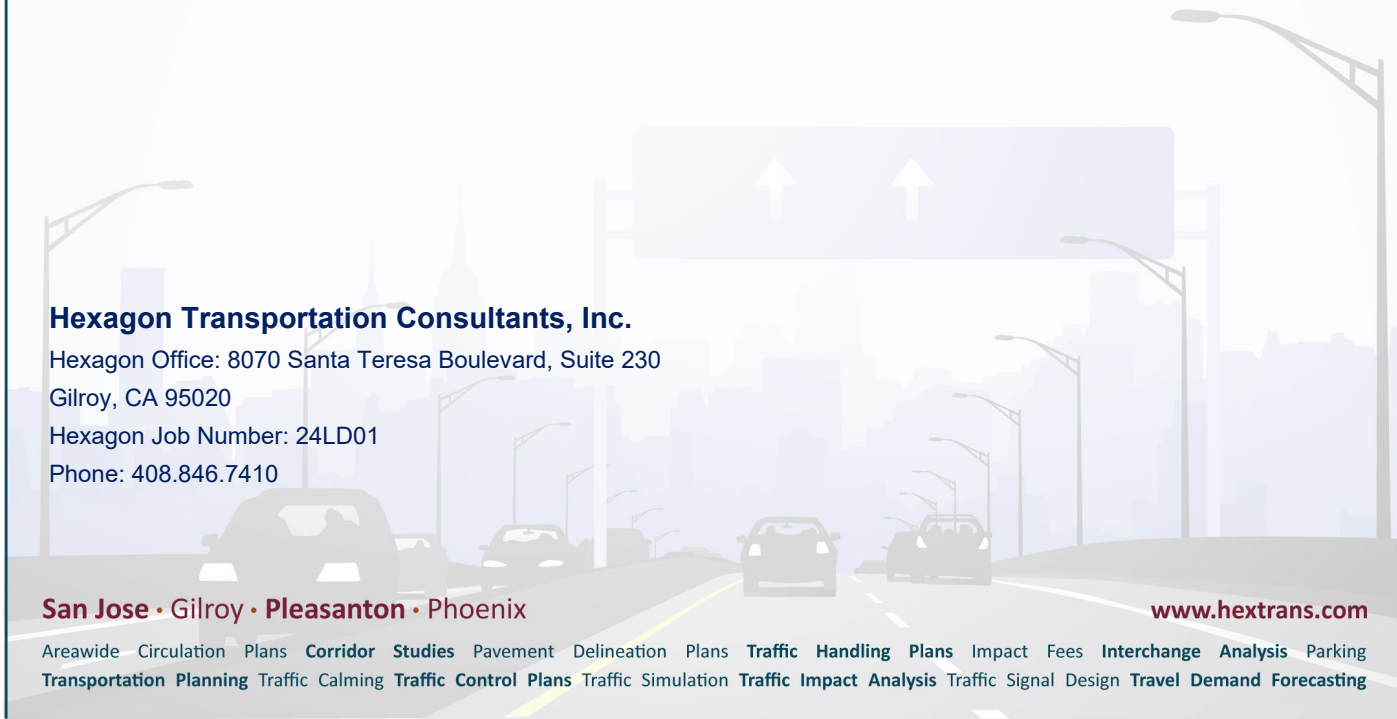 Hexagon Transportation Consultants, Inc.
Hexagon Office: 8070 Santa Teresa Boulevard, Suite 230
Gilroy, CA 95020
Hexagon Job Number: 24LD01
Phone: 408.846.7410
San Jose · Gilroy · Pleasanton · Phoenix
www.hextrans.com
Areawide Circulation Plans Corridor Studies Pavement Delineation Plans Traffic Handling Plans Impact Fees Interchange Analysis Parking
Transportation Planning Traffic Calming Traffic Control Plans Traffic Simulation Traffic Impact Analysis Traffic Signal Design Travel Demand Forecasting